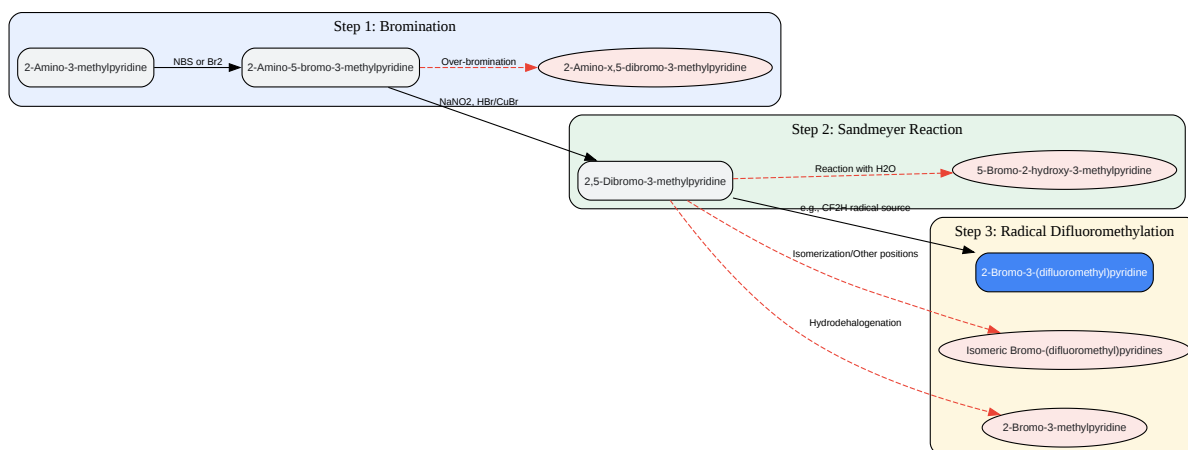 Step 1: Bromination
2-Amino-3-methylpyridine
NBS or Br2
2-Amino-5-bromo-3-methylpyridine
Over-bromination
2-Amino-x,5-dibromo-3-methylpyridine
NaNO2, HBr/CuBr
Step 2: Sandmeyer Reaction
2,5-Dibromo-3-methylpyridine
Reaction with H2O
5-Bromo-2-hydroxy-3-methylpyridine
e.g., CF2H radical source
Step 3: Radical Difluoromethylation
Isomerization/Other positions
2-Bromo-3-(difluoromethyl)pyridine
Hydrodehalogenation
Isomeric Bromo-(difluoromethyl)pyridines
2-Bromo-3-methylpyridine